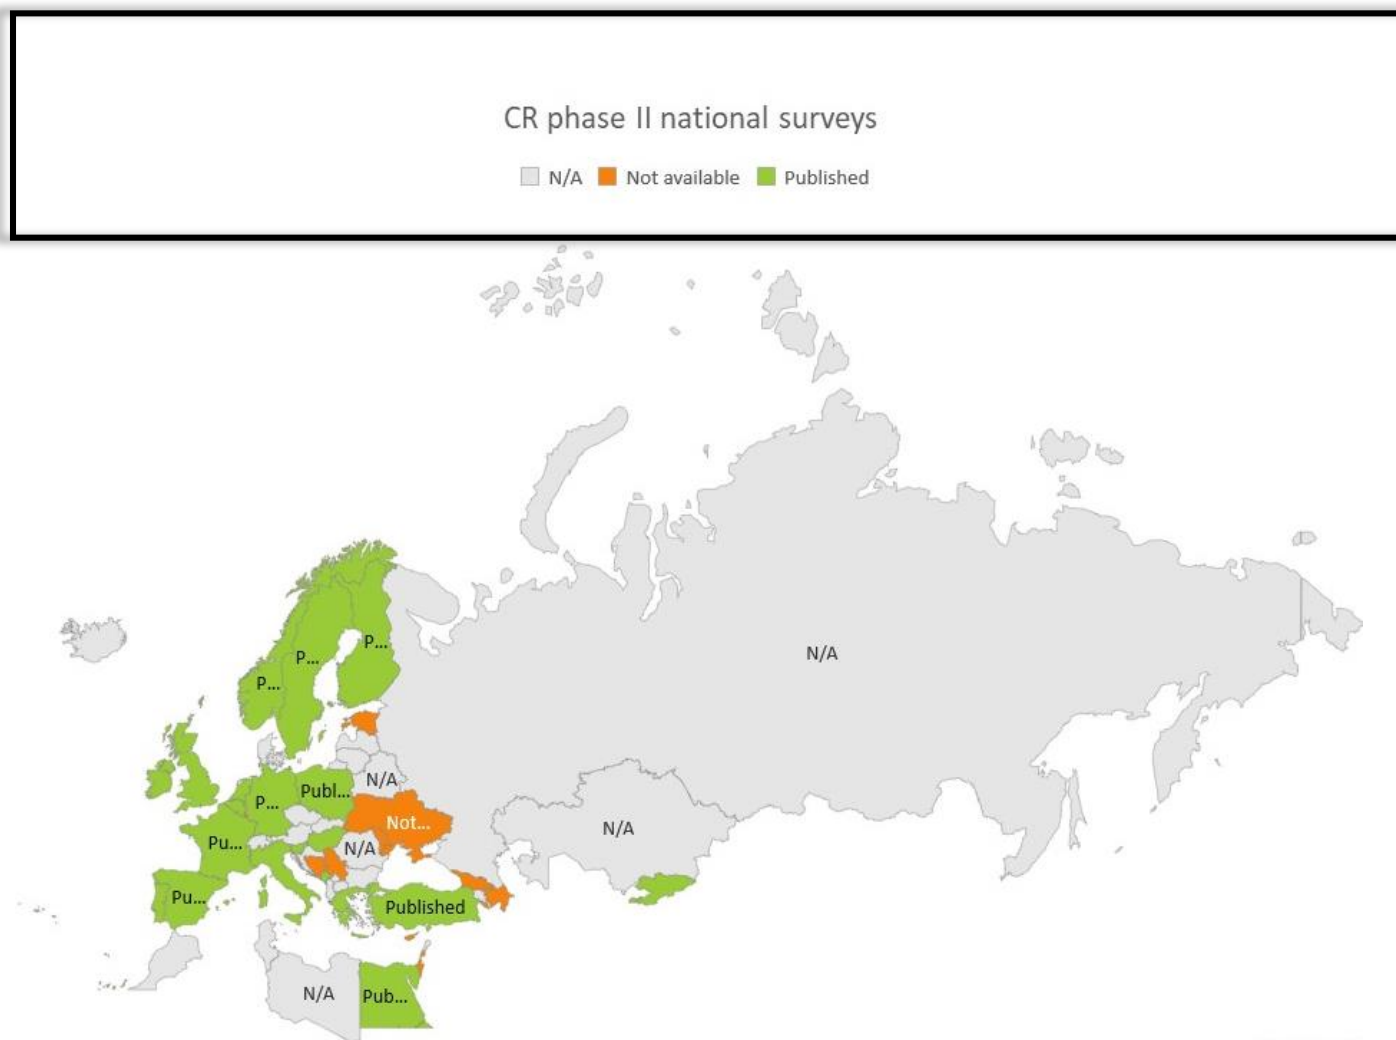 CR phase II national surveys
N/A Not available Published
N/A
P...
P...
P...
N/A
P...
Publ...
Not...
N/A
Pu...
N/A
Pu...
Published
N/A
Pub...